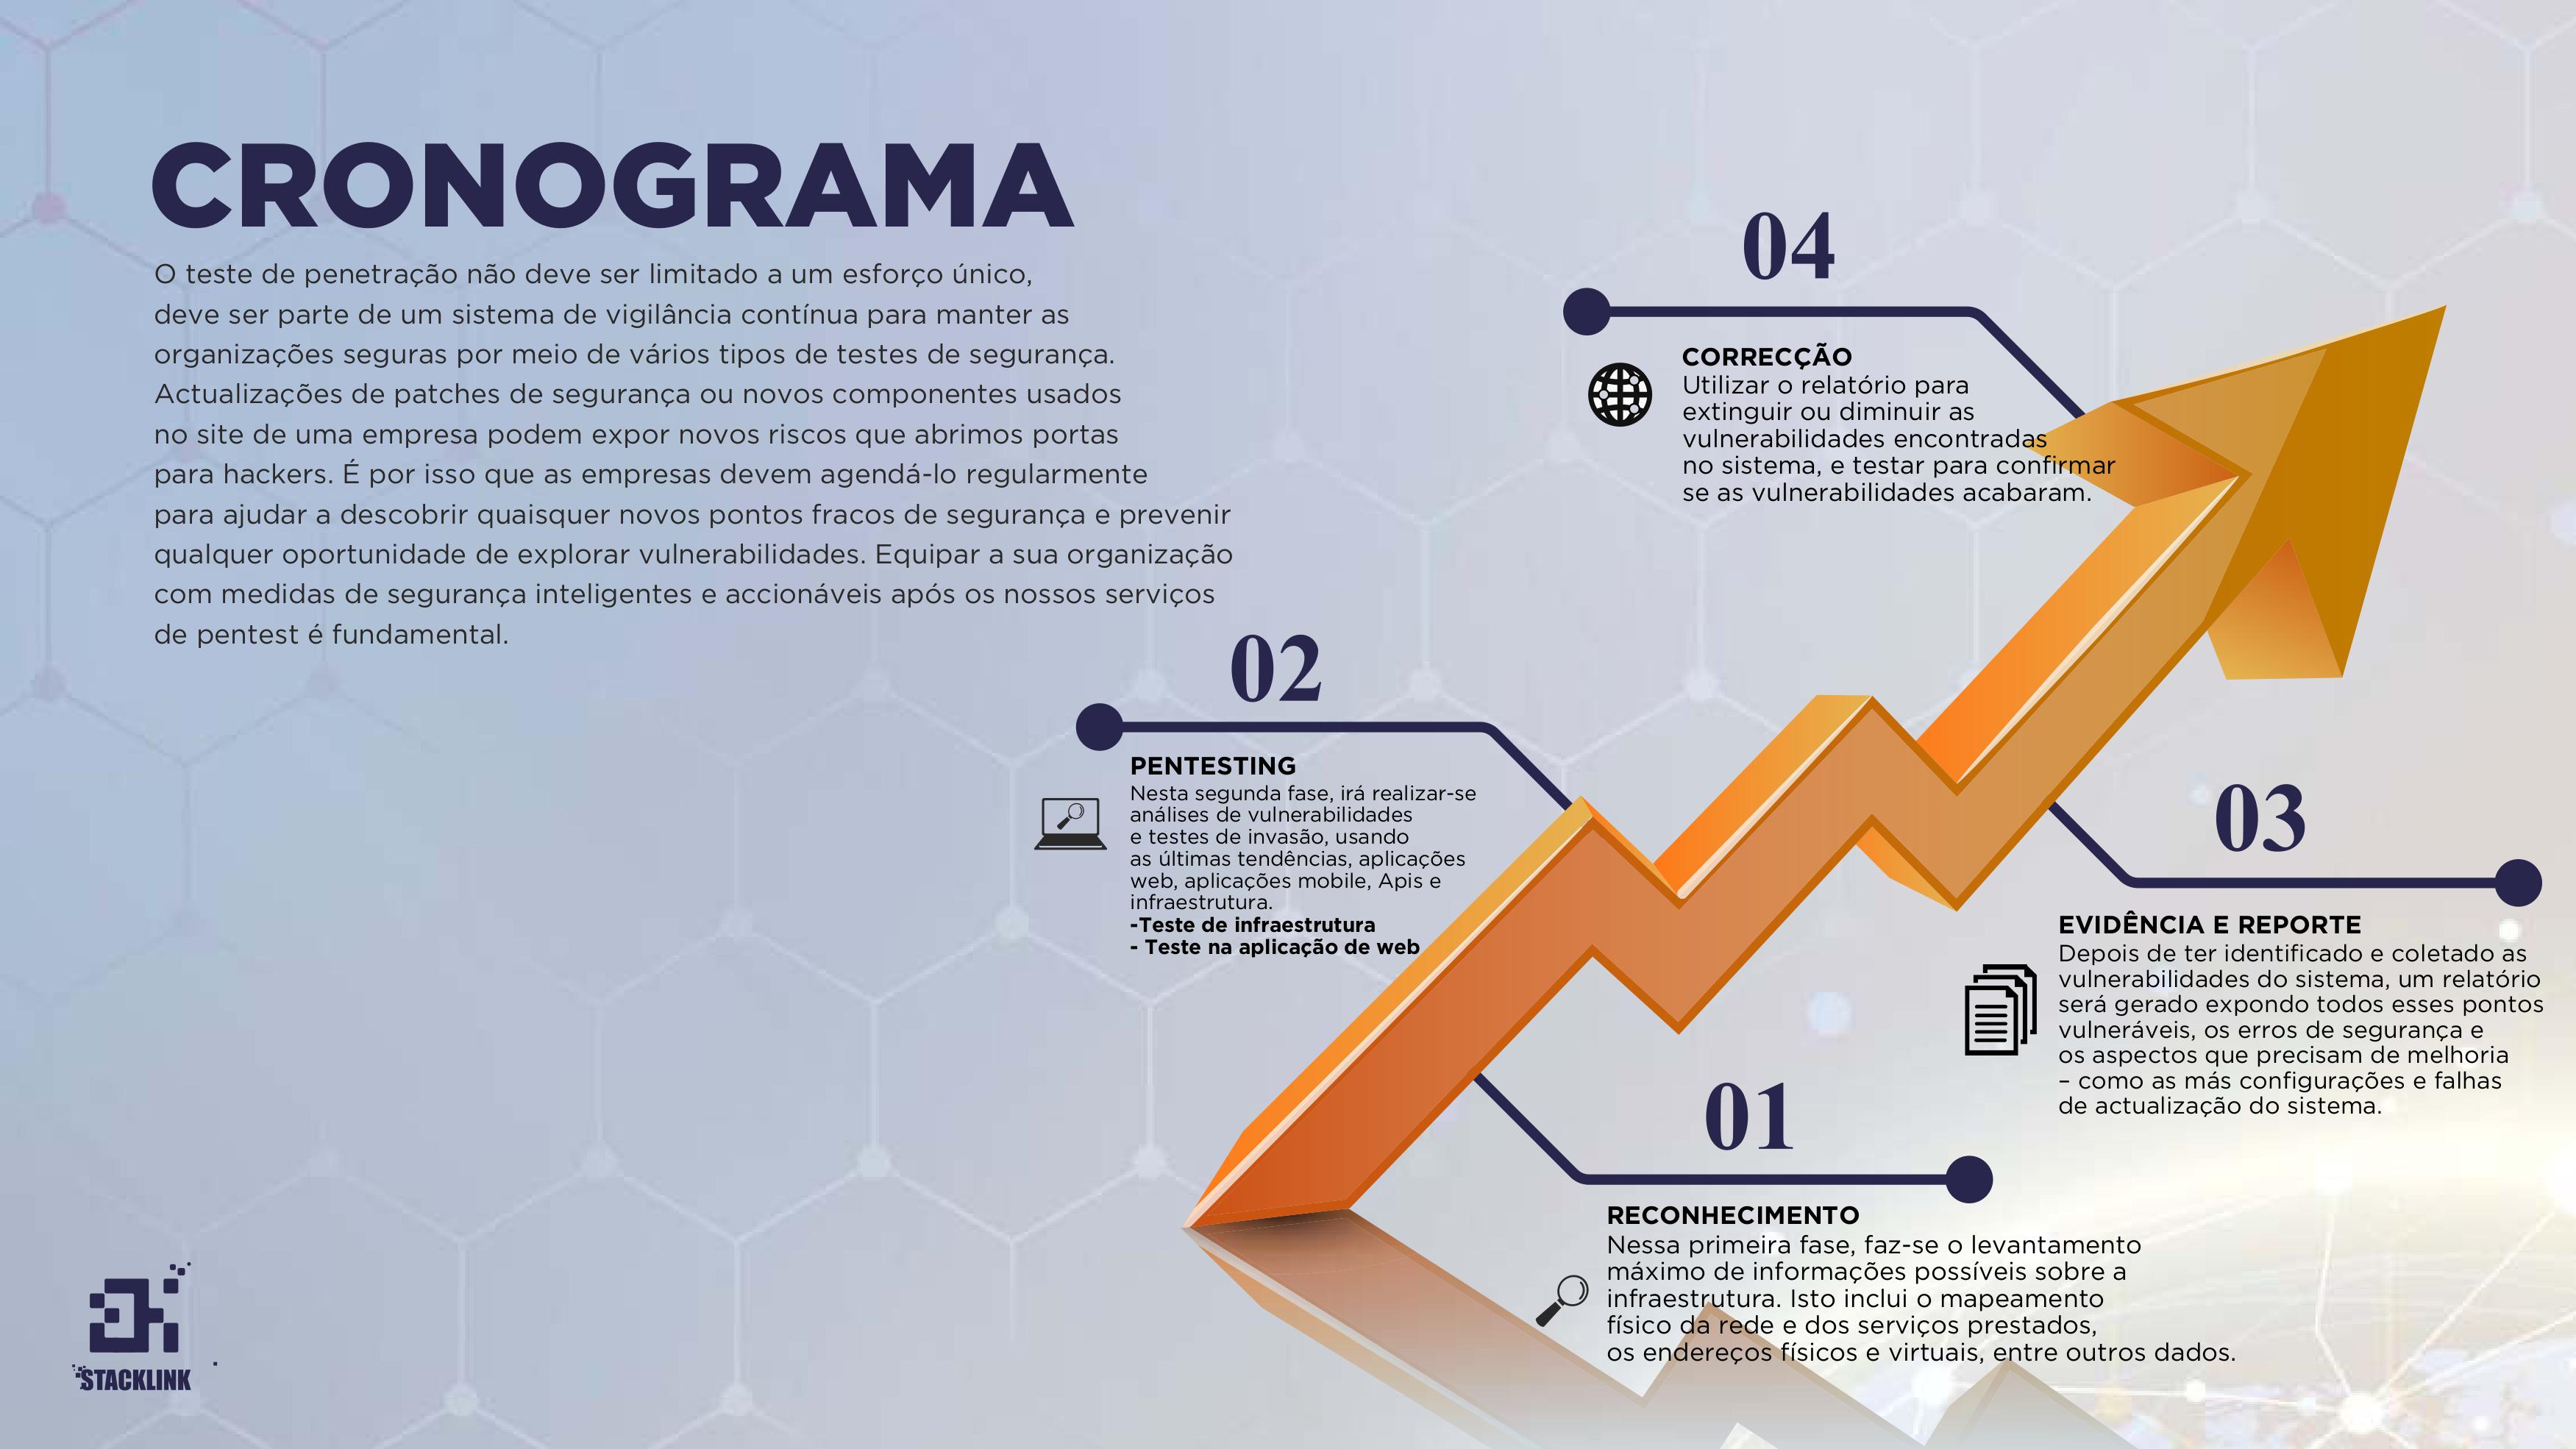 CRONOGRAMA
O teste de penetração não deve ser limitado a um esforço único,
deve ser parte de um sistema de vigilância contínua para manter as
organizações seguras por meio de vários tipos de testes de segurança.
Actualizações de patches de segurança ou novos componentes usados
no site de uma empresa podem expor novos riscos que abrimos portas
para hackers. É por isso que as empresas devem agendá-lo regularmente
para ajudar a descobrir quaisquer novos pontos fracos de segurança e prevenir
qualquer oportunidade de explorar vulnerabilidades. Equipar a sua organização
com medidas de segurança inteligentes e accionáveis após os nossos serviços
de pentest é fundamental.
04
CORRECÇÃO
Utilizar o relatório para
extinguir ou diminuir as
vulnerabilidades encontradas
no sistema, e testar para confirmar
se as vulnerabilidades acabaram.
02
PENTESTING
Nesta segunda fase, irá realizar-se
análises de vulnerabilidades
e testes de invasão, usando
as últimas tendências, aplicações
web, aplicações mobile, Apis e
infraestrutura.
-Teste de infraestrutura
- Teste na aplicação de web
03
EVIDÊNCIA E REPORTE
Depois de ter identificado e coletado as
vulnerabilidades do sistema, um relatório
será gerado expondo todos esses pontos
vulneráveis, os erros de segurança e
os aspectos que precisam de melhoria
– como as más configurações e falhas
de actualização do sistema.
01
RECONHECIMENTO
Nessa primeira fase, faz-se o levantamento
máximo de informações possíveis sobre a
infraestrutura. Isto inclui o mapeamento
físico da rede e dos serviços prestados,
os endereços físicos e virtuais, entre outros dados.
STACKLINK